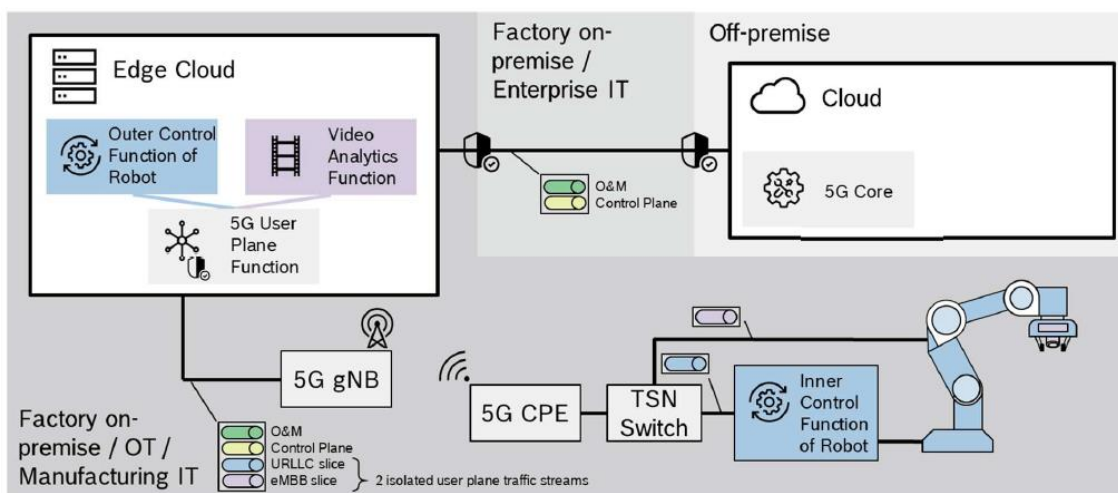 Edge Cloud
Outer Control
Function of
Robot
Video
Analytics
Function
5G User
Plane
Function
Factory on-
premise /
Enterprise IT
O&M
Control Plane
Off-premise
Cloud
5G Core
5G gNB
Factory on-
premise / OT /
Manufacturing IT
O&M
Control Plane
URLLC slice
eMBB slice
2 isolated user plane traffic streams
5G CPE
TSN
Switch
Inner
Control
Function
of Robot